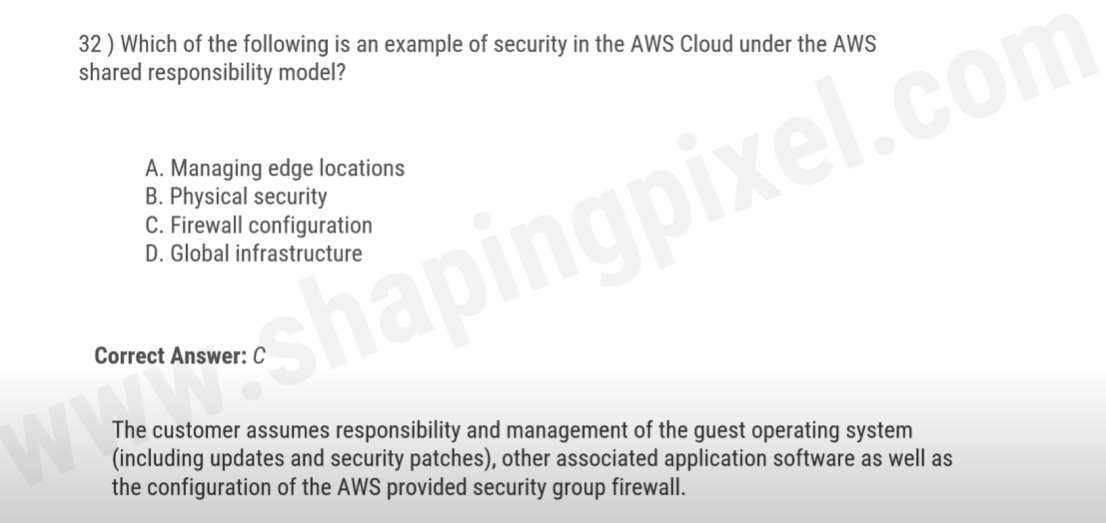 32 ) Which of the following is an example of security in the AWS Cloud under the AWS
shared responsibility model?
A. Managing edge locations
B. Physical security
C. Firewall configuration
D. Global infrastructure
Correct Answer: C
The customer assumes responsibility and management of the guest operating system
(including updates and security patches), other associated application software as well as
the configuration of the AWS provided security group firewall.
www.shapingpixel.com